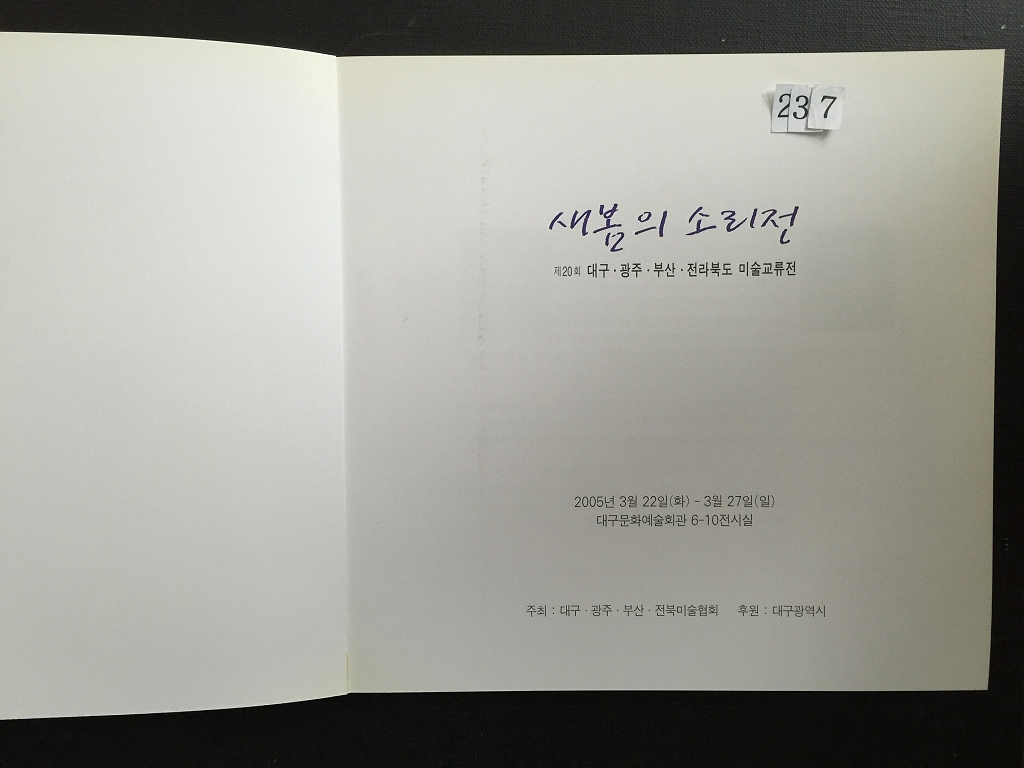 237
새봄의 소리전
제20회 대구·광주·부산·전라북도 미술교류전
2005년 3월 22일(화) - 3월 27일(일)
대구문화예술회관 6-10전시실
주최 : 대구·광주·부산·전북미술협회 후원 : 대구광역시